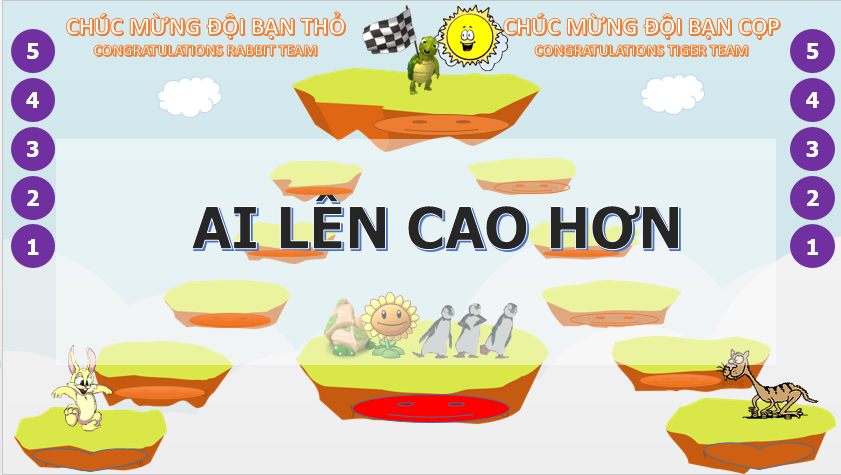 CHÚC MỪNG ĐỘI BẠN THỎ
CONGRATULATIONS RABBIT TEAM
CHÚC MỪNG ĐỘI BẠN CỌP
CONGRATULATIONS TIGER TEAM
5
4
3
2
1
5
4
3
2
1
AI LÊN CAO HƠN